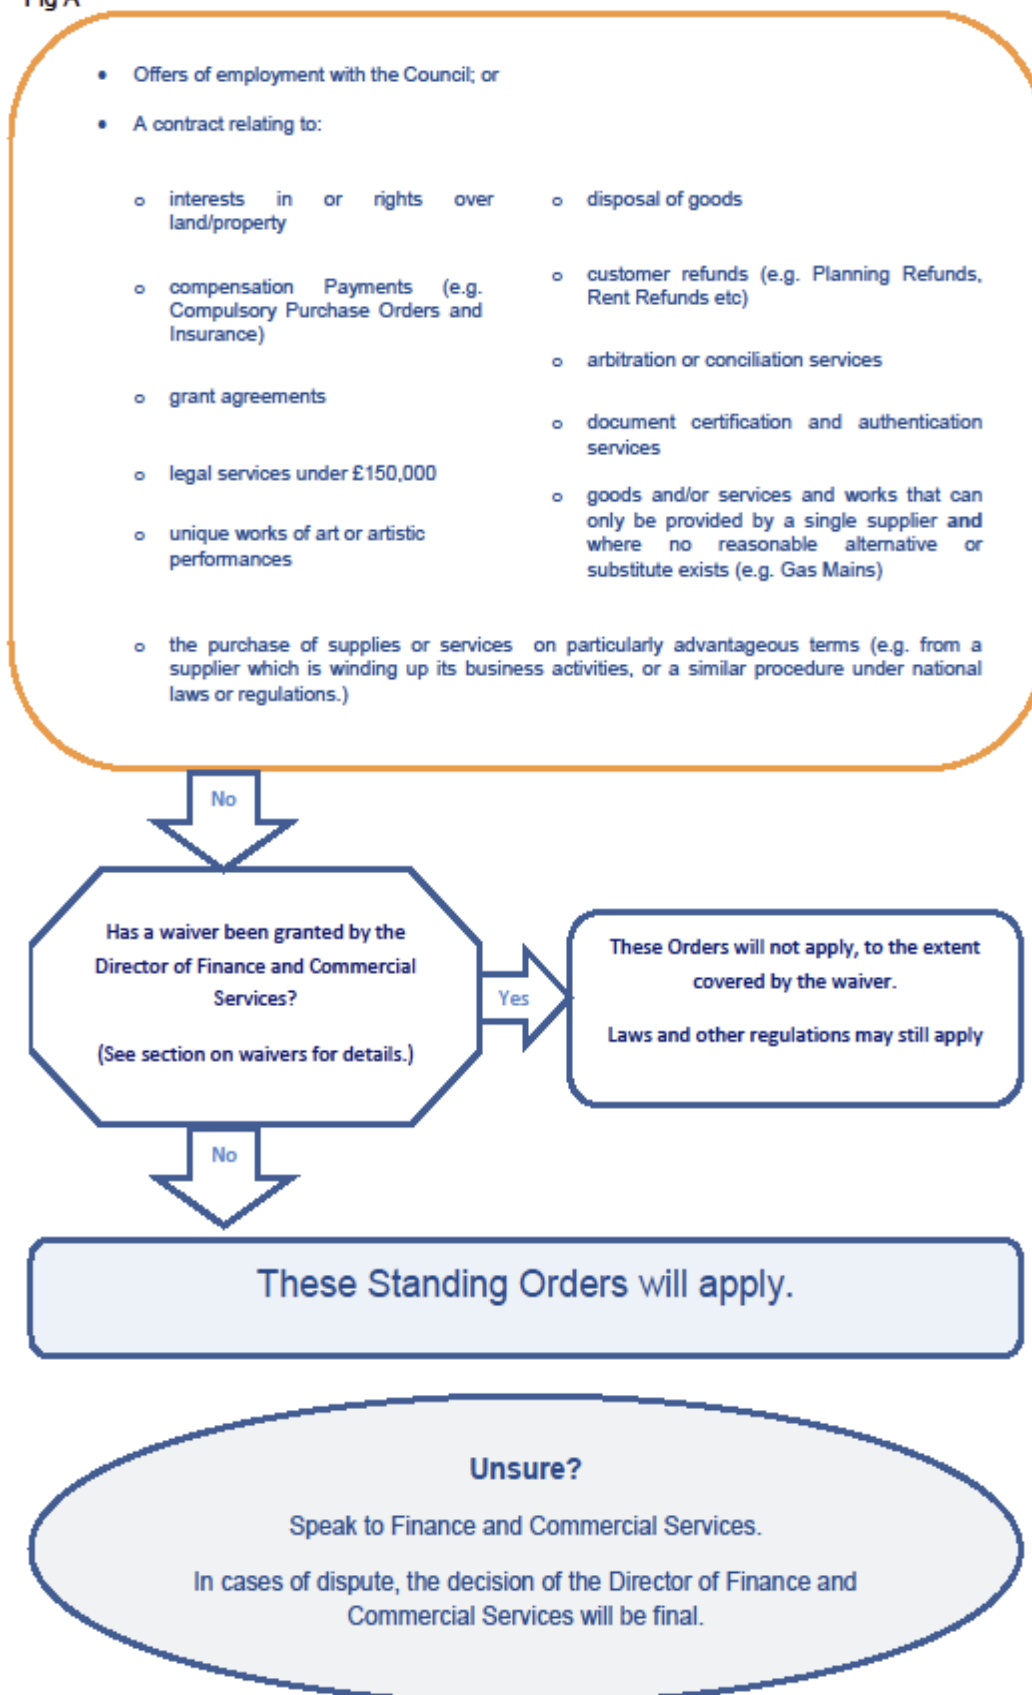 Fig A
• Offers of employment with the Council; or
• A contract relating to:
o interests in or rights over
land/property
o compensation Payments (e.g.
Compulsory Purchase Orders and
Insurance)
o grant agreements
o legal services under £150,000
o unique works of art or artistic
performances
o disposal of goods
o customer refunds (e.g. Planning Refunds,
Rent Refunds etc)
o arbitration or conciliation services
o document certification and authentication
services
o goods and/or services and works that can
only be provided by a single supplier and
where no reasonable alternative or
substitute exists (e.g. Gas Mains)
o the purchase of supplies or services on particularly advantageous terms (e.g. from a
supplier which is winding up its business activities, or a similar procedure under national
laws or regulations.)
No
Has a waiver been granted by the
Director of Finance and Commercial
Services?
(See section on waivers for details.)
Yes
These Orders will not apply, to the extent
covered by the waiver.
Laws and other regulations may still apply
No
These Standing Orders will apply.
Unsure?
Speak to Finance and Commercial Services.
In cases of dispute, the decision of the Director of Finance and
Commercial Services will be final.